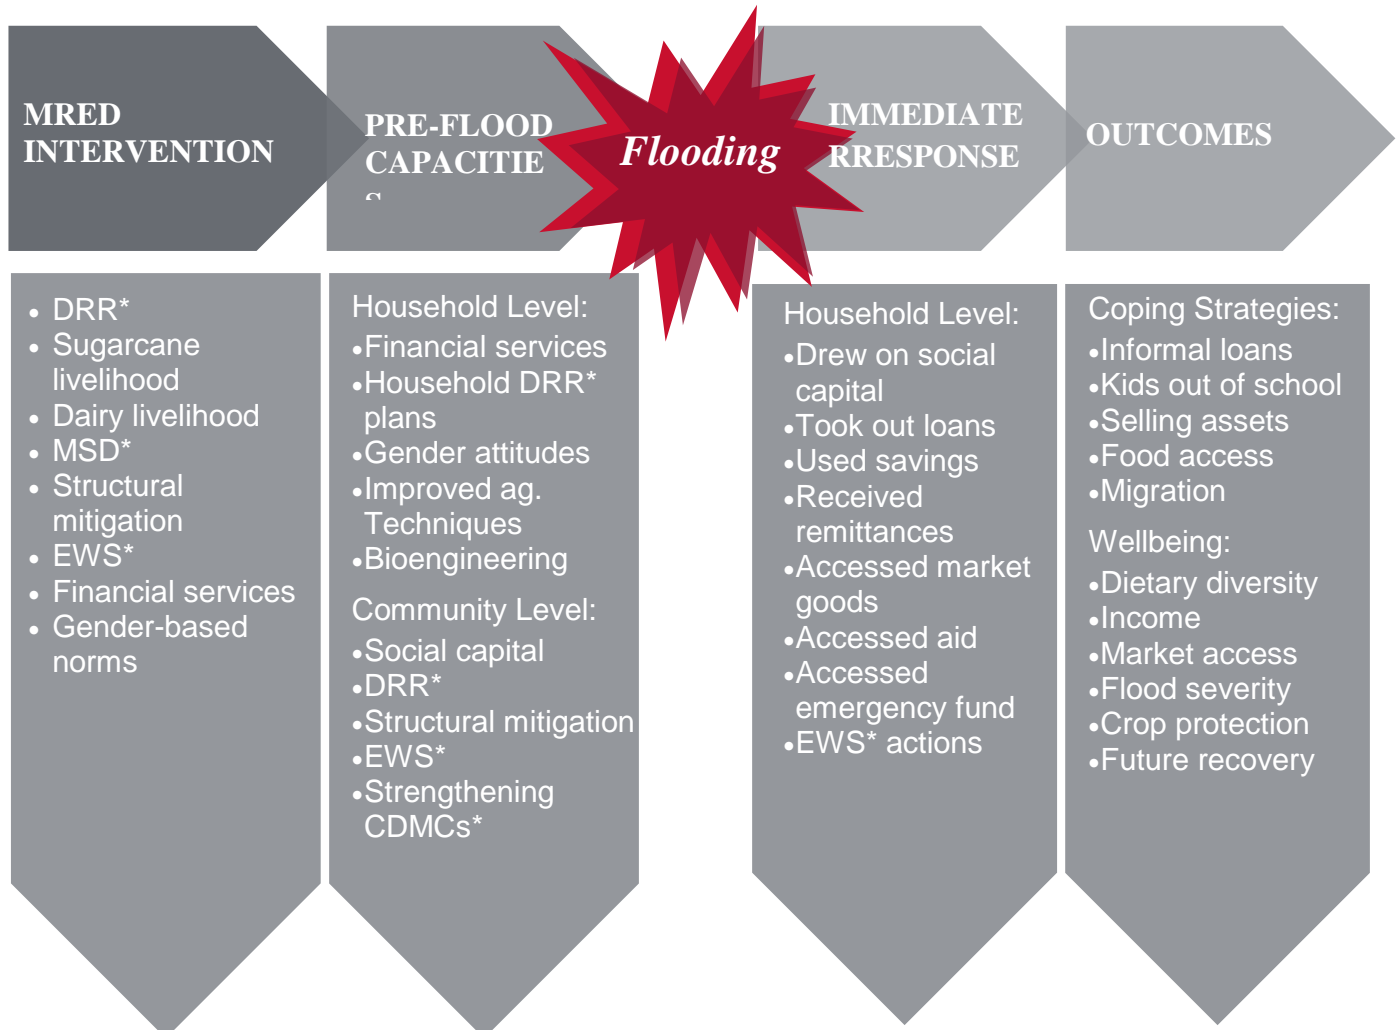 MRED
INTERVENTION
PRE-FLOOD
CAPACITIE
S
Flooding
IMMEDIATE
RRESPONSE
OUTCOMES
• DRR*
• Sugarcane
livelihood
• Dairy livelihood
• MSD*
• Structural
mitigation
• EWS*
• Financial services
• Gender-based
norms
Household Level:
•Financial services
•Household DRR*
plans
•Gender attitudes
•Improved ag.
Techniques
•Bioengineering
Community Level:
•Social capital
•DRR*
•Structural mitigation
•EWS*
•Strengthening
CDMCs*
Household Level:
•Drew on social
capital
•Took out loans
•Used savings
•Received
remittances
•Accessed market
goods
•Accessed aid
•Accessed
emergency fund
•EWS* actions
Coping Strategies:
•Informal loans
•Kids out of school
•Selling assets
•Food access
•Migration
Wellbeing:
•Dietary diversity
•Income
•Market access
•Flood severity
•Crop protection
•Future recovery